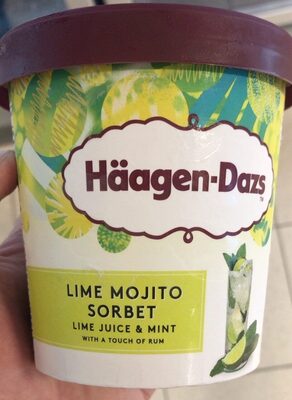 Häagen-Dazs
LIME MOJITO
SORBET
LIME JUICE & MINT
WITH A TOUCH OF RUM